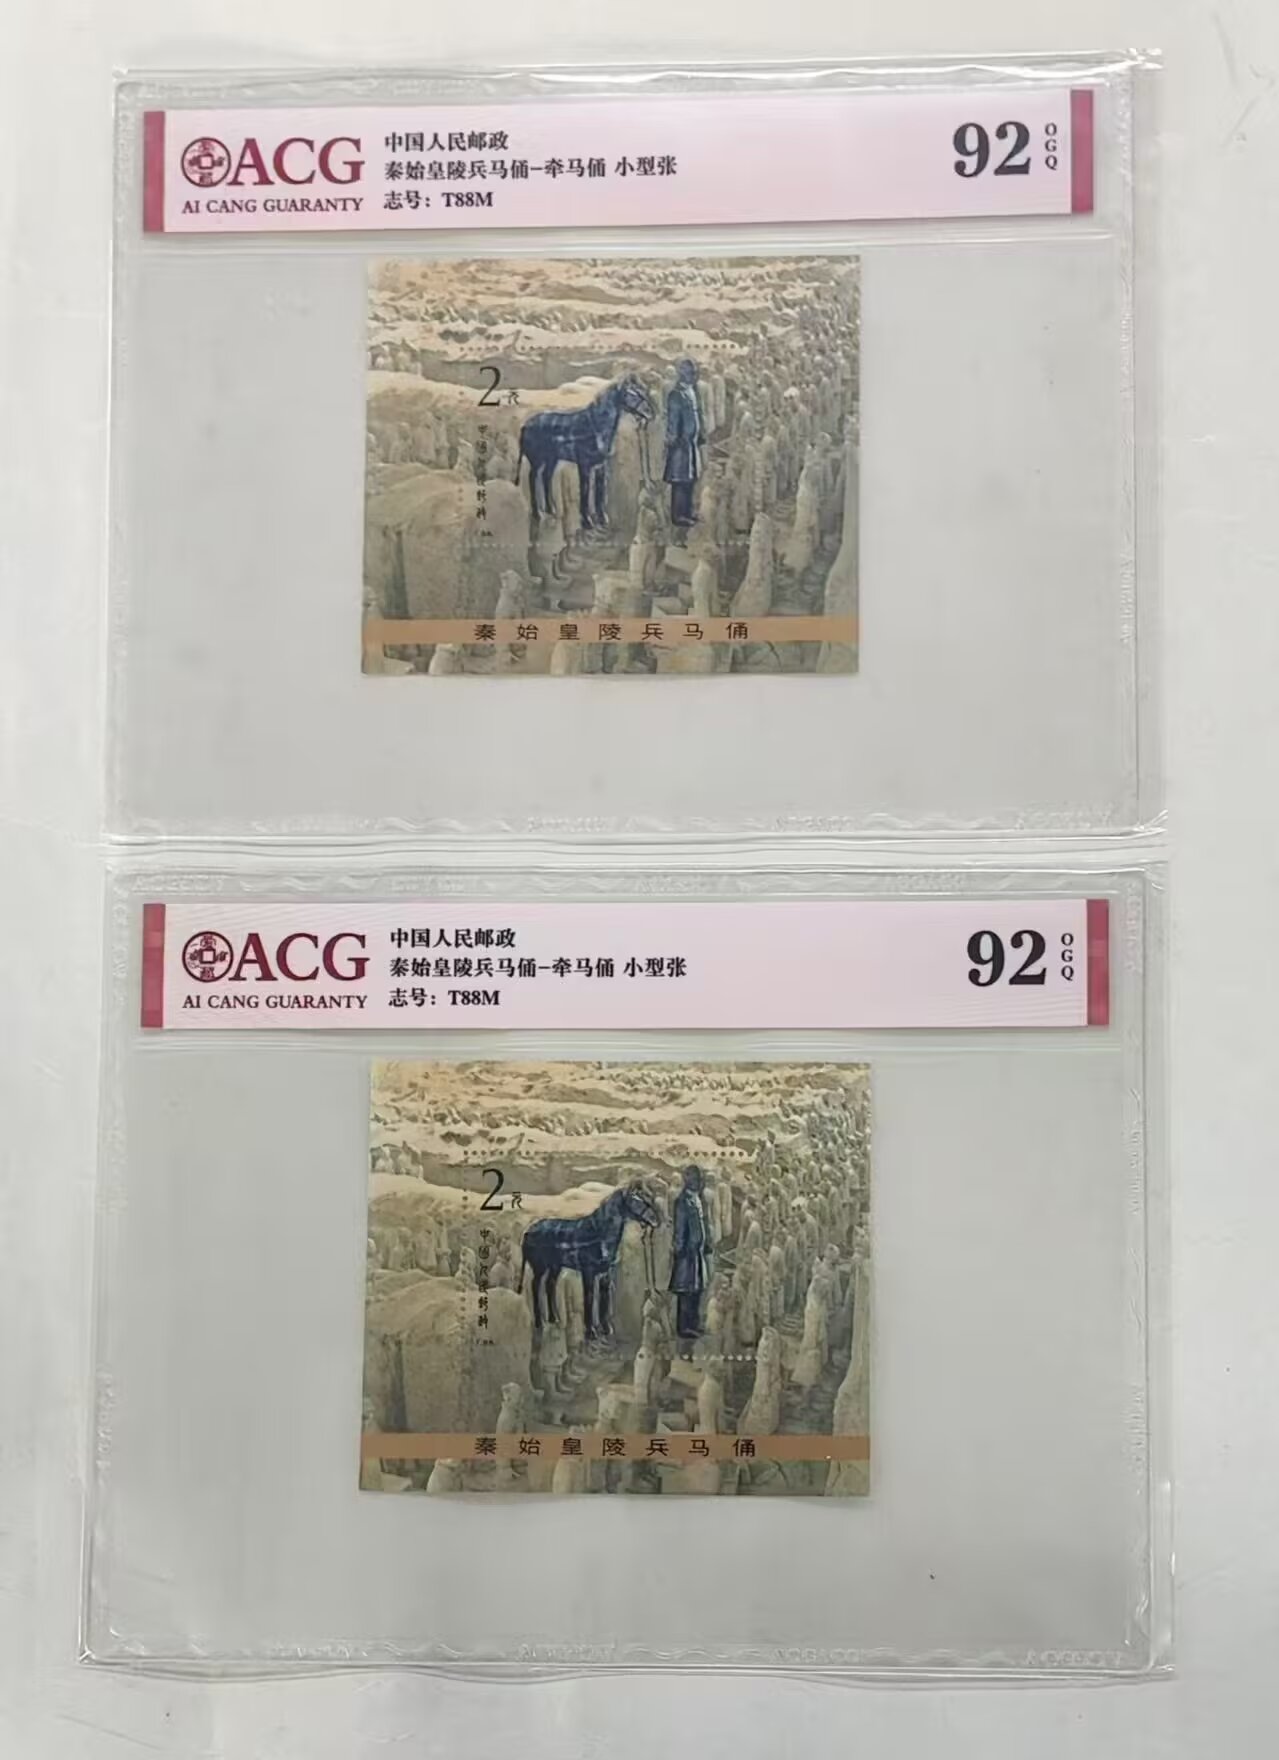 ACG
AI CANG GUARANTY
中国人民邮政
秦始皇陵兵马俑-牵马俑 小型张
志号：T88M
92
OGQ
2元
秦始皇陵兵马俑
ACG
AI CANG GUARANTY
中国人民邮政
秦始皇陵兵马俑-牵马俑 小型张
志号：T88M
92
OGQ
2元
秦始皇陵兵马俑